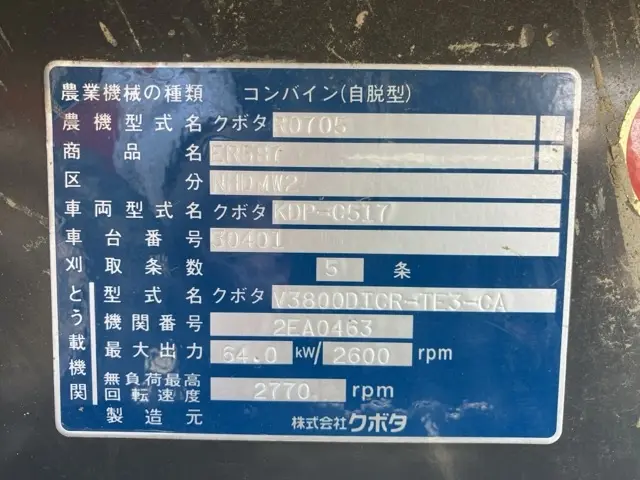 農業機械の種類 コンバイン(自脱型)
農機型式名 クボタ N0705
商品名 ER587
区分 NHDMW2
車両型式名 クボタ KDP-C517
車台番号 30401
刈取条数 5 条
とう載機関
型式名 クボタ V3800DICR-TE3-CA
機関番号 2EA0463
最大出力 64.0 kW/ 2600 rpm
無負荷最高回転速度 2770 rpm
製造元 株式会社クボタ